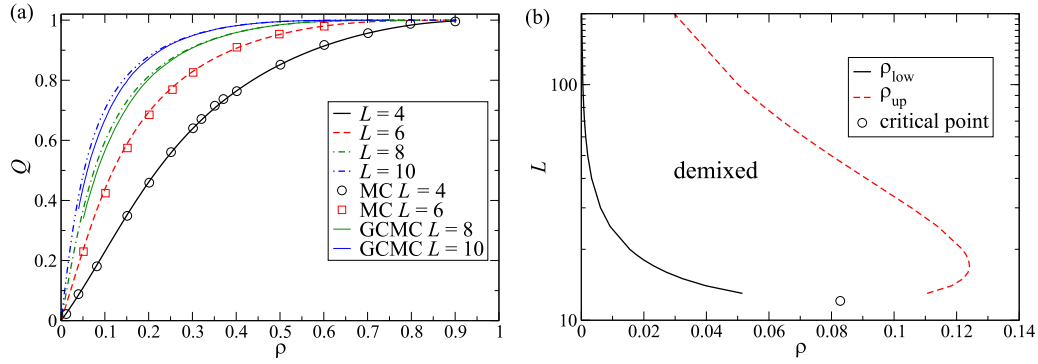 (a)
1
0.8
0.6
0.4
0.2
0
Q
0 0.1 0.2 0.3 0.4 0.5 0.6 0.7 0.8 0.9 1
ρ
L = 4
L = 6
L = 8
L = 10
MC L = 4
MC L = 6
GCMC L = 8
GCMC L = 10
(b)
100
10
L
0 0.02 0.04 0.06 0.08 0.1 0.12 0.14
ρ
demixed
ρlow
ρup
critical point